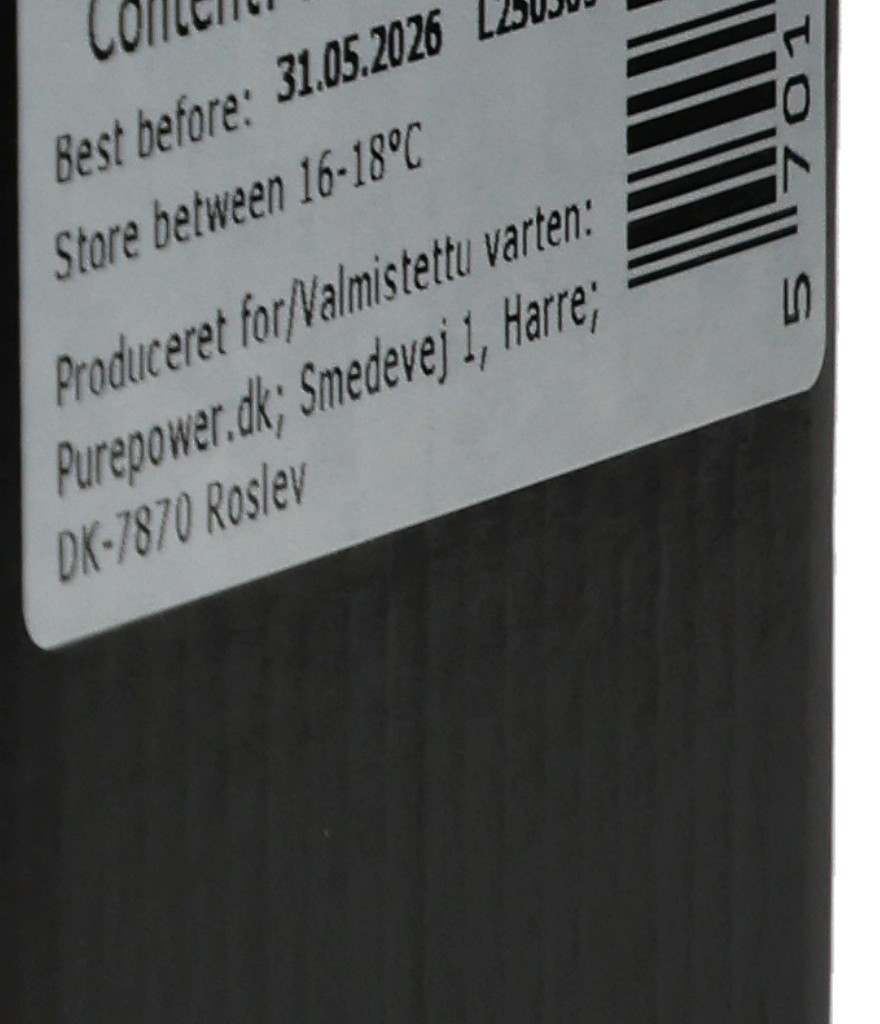 Content:
Best before: 31.05.2026
Store between 16-18°C
Produceret for/Valmistettu varten:
Purepower.dk; Smedevej 1, Harre;
DK-7870 Roslev
5 701